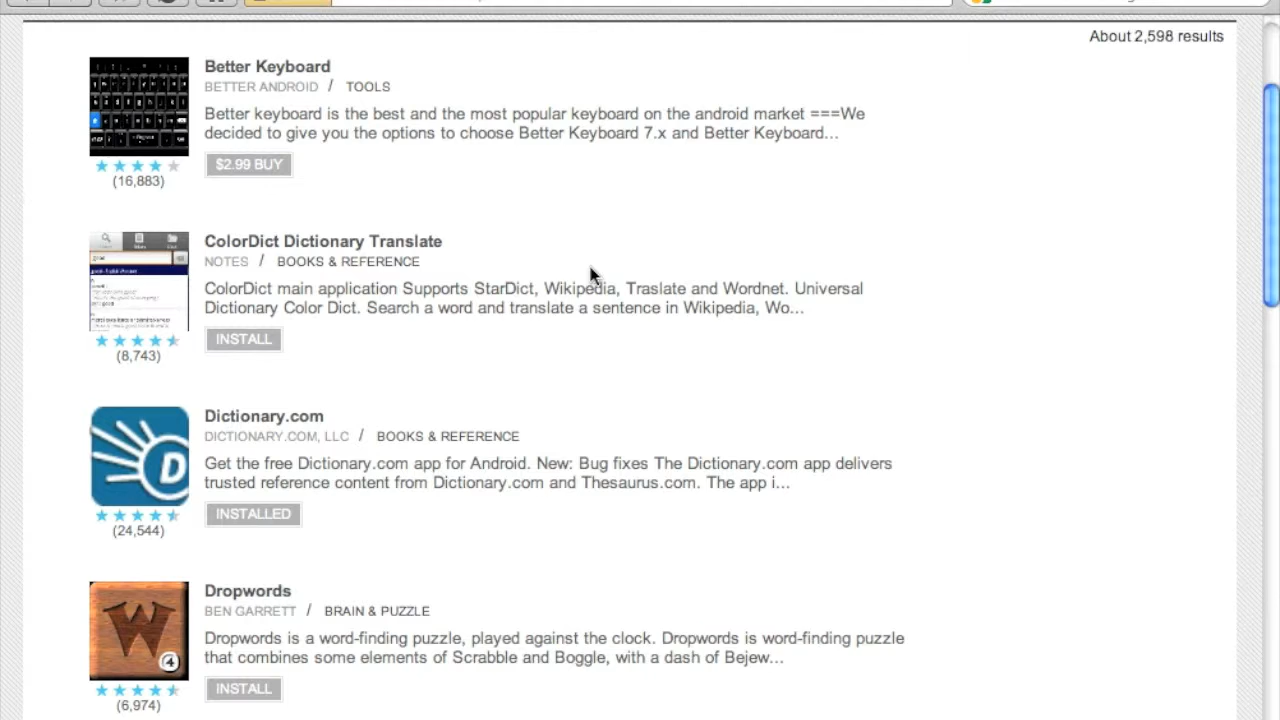 About 2,598 results
Better Keyboard
BETTER ANDROID / TOOLS
Better keyboard is the best and the most popular keyboard on the android market ===We
decided to give you the options to choose Better Keyboard 7.x and Better Keyboard...
$2.99 BUY
(16,883)
ColorDict Dictionary Translate
NOTES / BOOKS & REFERENCE
ColorDict main application Supports StarDict, Wikipedia, Traslate and Wordnet. Universal
Dictionary Color Dict. Search a word and translate a sentence in Wikipedia, Wo...
INSTALL
(8,743)
Dictionary.com
DICTIONARY.COM, LLC / BOOKS & REFERENCE
Get the free Dictionary.com app for Android. New: Bug fixes The Dictionary.com app delivers
trusted reference content from Dictionary.com and Thesaurus.com. The app i...
D
INSTALLED
(24,544)
Dropwords
BEN GARRETT / BRAIN & PUZZLE
Dropwords is a word-finding puzzle, played against the clock. Dropwords is word-finding puzzle
that combines some elements of Scrabble and Boggle, with a dash of Bejew...
W
4
INSTALL
(6,974)